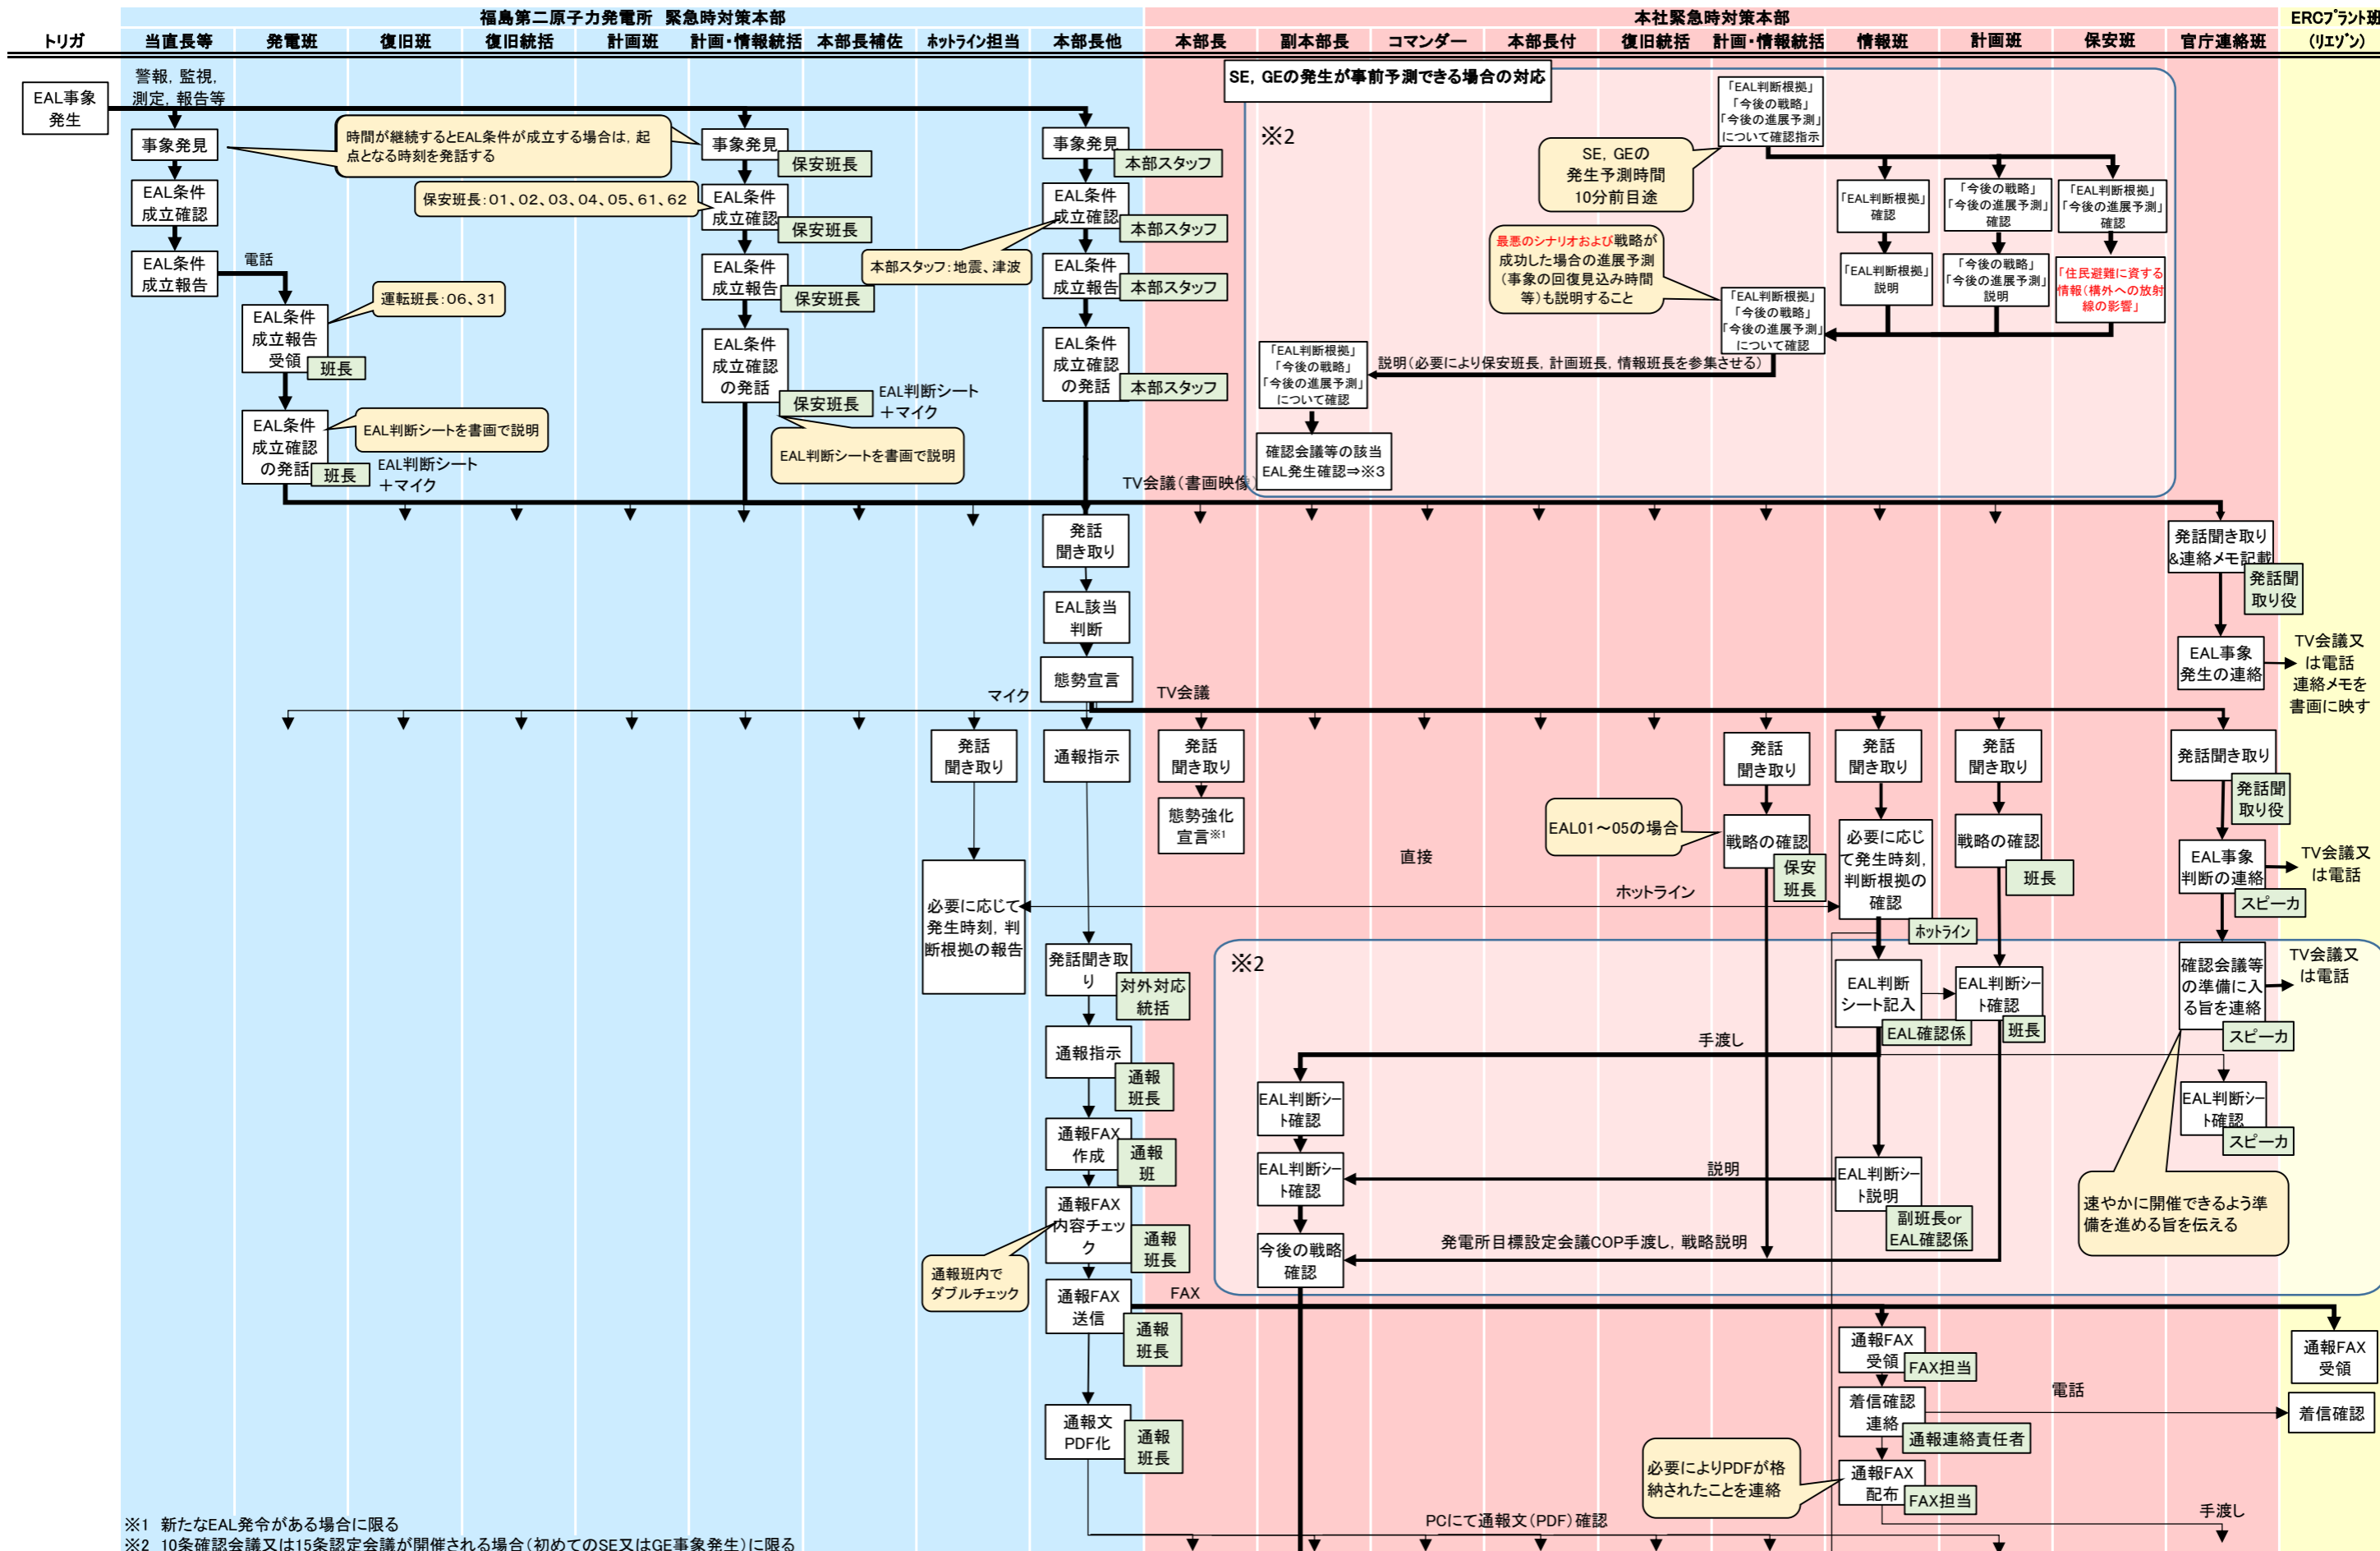 福島第二原子力発電所 緊急時対策本部
本社緊急時対策本部
ERCプラント班
トリガ
当直長等
発電班
復旧班
復旧統括
計画班
計画・情報統括
本部長補佐
ホットライン担当
本部長他
本部長
副本部長
コマンダー
本部長付
復旧統括
計画・情報統括
情報班
計画班
保安班
官庁連絡班
(リエゾン)
EAL事象
発生
警報, 監視,
測定, 報告等
事象発見
EAL条件
成立確認
EAL条件
成立報告
電話
時間が継続するとEAL条件が成立する場合は, 起
点となる時刻を発話する
保安班長:01、02、03、04、05、61、62
運転班長:06、31
EAL条件
成立報告
受領
班長
EAL条件
成立確認
の発話
班長
EAL判断シートを書画で説明
EAL判断シート
+マイク
事象発見
保安班長
EAL条件
成立確認
保安班長
EAL条件
成立報告
保安班長
EAL条件
成立確認
の発話
保安班長
EAL判断シート
+マイク
EAL判断シートを書画で説明
事象発見
本部スタッフ
EAL条件
成立確認
本部スタッフ
本部スタッフ:地震、津波
EAL条件
成立報告
本部スタッフ
EAL条件
成立確認
の発話
本部スタッフ
SE, GEの発生が事前予測できる場合の対応
※2
「EAL判断根拠」
「今後の戦略」
「今後の進展予測」
について確認指示
SE, GEの
発生予測時間
10分前目途
「EAL判断根拠」
確認
「今後の戦略」
「今後の進展予測」
確認
「EAL判断根拠」
「今後の進展予測」
確認
最悪のシナリオおよび戦略が
成功した場合の進展予測
(事象の回復見込み時間
等)も説明すること
「EAL判断根拠」
説明
「今後の戦略」
「今後の進展予測」
説明
「住民避難に資する
情報(構外への放射
線の影響」
「EAL判断根拠」
「今後の戦略」
「今後の進展予測」
について確認
説明(必要により保安班長, 計画班長, 情報班長を参集させる)
「EAL判断根拠」
「今後の戦略」
「今後の進展予測」
について確認
確認会議等の該当
EAL発生確認⇒※3
TV会議(書画映像)
発話
聞き取り
EAL該当
判断
態勢宣言
発話聞き取り
&連絡メモ記載
発話聞
取り役
EAL事象
発生の連絡
TV会議又
は電話
連絡メモを
書画に映す
マイク
TV会議
発話
聞き取り
通報指示
発話
聞き取り
発話
聞き取り
発話
聞き取り
発話
聞き取り
発話聞き取り
発話聞
取り役
態勢強化
宣言※1
EAL01~05の場合
戦略の確認
保安
班長
必要に応じ
て発生時刻,
判断根拠の
確認
ホットライン
戦略の確認
班長
EAL事象
判断の連絡
スピーカ
TV会議又
は電話
直接
ホットライン
必要に応じて
発生時刻, 判
断根拠の報告
発話聞き取
り
対外対応
統括
※2
EAL判断
シート記入
EAL確認係
EAL判断シー
ト確認
班長
確認会議等
の準備に入
る旨を連絡
スピーカ
TV会議又
は電話
通報指示
通報
班長
手渡し
EAL判断シー
ト確認
EAL判断シー
ト確認
スピーカ
通報FAX
作成
通報
班
EAL判断シー
ト確認
説明
EAL判断シー
ト説明
副班長or
EAL確認係
速やかに開催できるよう準
備を進める旨を伝える
通報FAX
内容チェッ
ク
通報
班長
通報班内で
ダブルチェック
今後の戦略
確認
発電所目標設定会議COP手渡し, 戦略説明
通報FAX
送信
通報
班長
FAX
通報FAX
受領
FAX担当
通報FAX
受領
着信確認
連絡
通報連絡責任者
電話
着信確認
通報文
PDF化
通報
班長
必要によりPDFが格
納されたことを連絡
通報FAX
配布
FAX担当
手渡し
PCにて通報文(PDF)確認
※1 新たなEAL発令がある場合に限る
※2 10条確認会議又は15条認定会議が開催される場合(初めてのSE又はGE事象発生)に限る